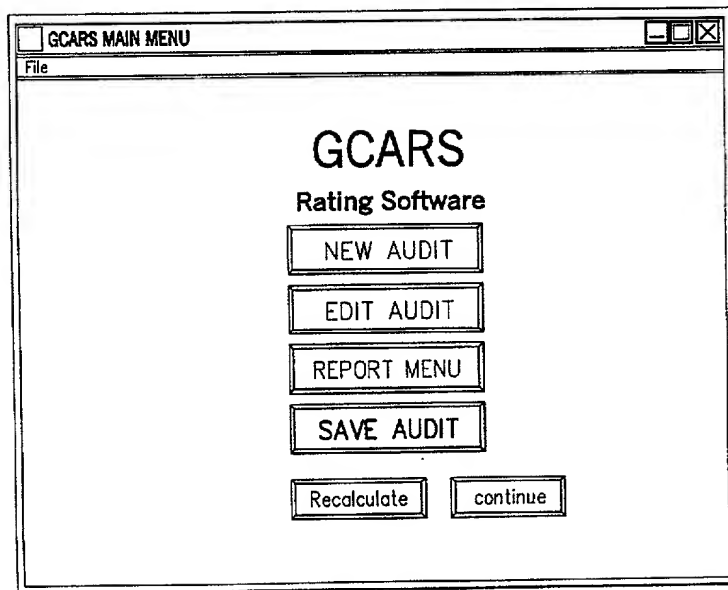 GCARS MAIN MENU
File
GCARS
Rating Software
NEW AUDIT
EDIT AUDIT
REPORT MENU
SAVE AUDIT
Recalculate continue